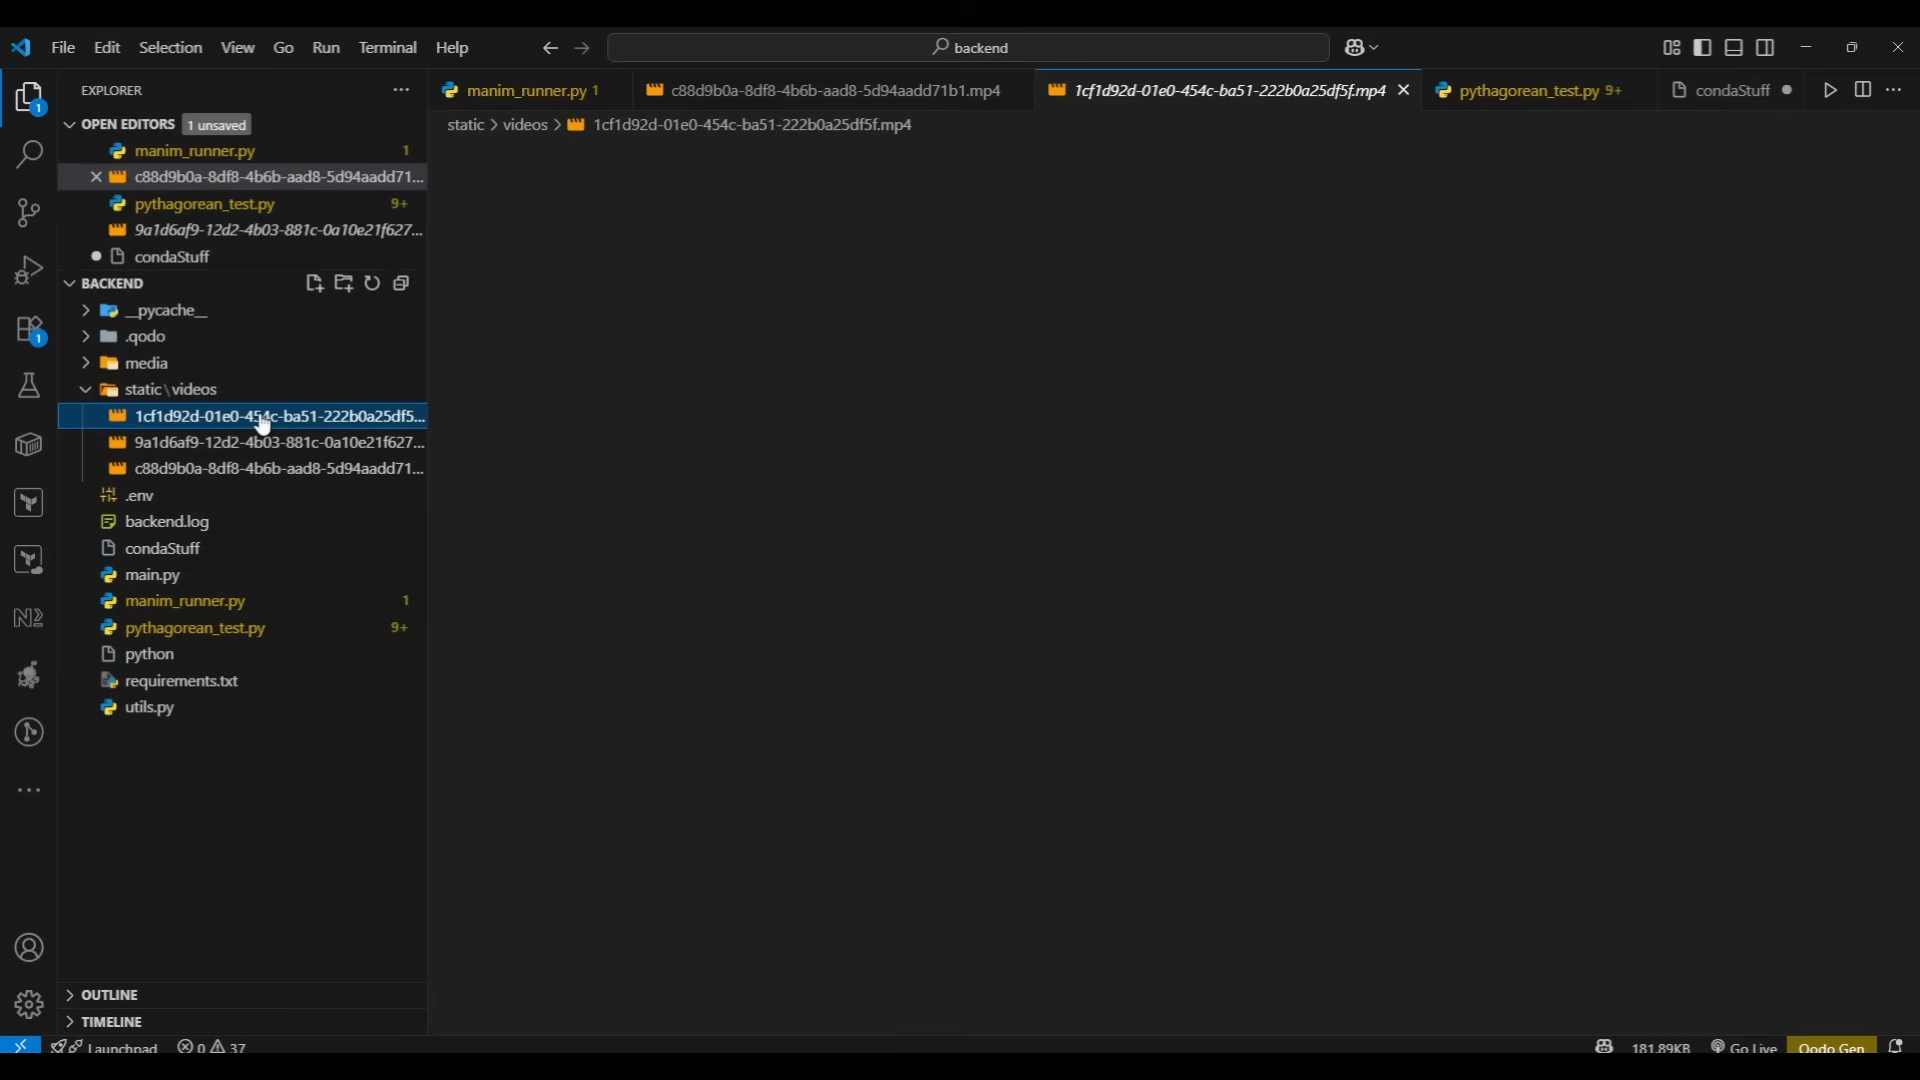 File Edit Selection View Go Run Terminal Help
backend
EXPLORER
OPEN EDITORS 1 unsaved
manim_runner.py 1
c88d9b0a-8df8-4b6b-aad8-5d94aadd71...
pythagorean_test.py 9+
9a1d6af9-12d2-4b03-881c-0a10e21f627...
condaStuff
BACKEND
__pycache__
.qodo
media
static\videos
1cf1d92d-01e0-454c-ba51-222b0a25df5...
9a1d6af9-12d2-4b03-881c-0a10e21f627...
c88d9b0a-8df8-4b6b-aad8-5d94aadd71...
.env
backend.log
condaStuff
main.py
manim_runner.py 1
pythagorean_test.py 9+
python
requirements.txt
utils.py
OUTLINE
TIMELINE
manim_runner.py 1
c88d9b0a-8df8-4b6b-aad8-5d94aadd71b1.mp4
1cf1d92d-01e0-454c-ba51-222b0a25df5f.mp4
pythagorean_test.py 9+
condaStuff
static > videos > 1cf1d92d-01e0-454c-ba51-222b0a25df5f.mp4
1
1
Launchpad 0 37
181.89KB Go Live Qodo Gen